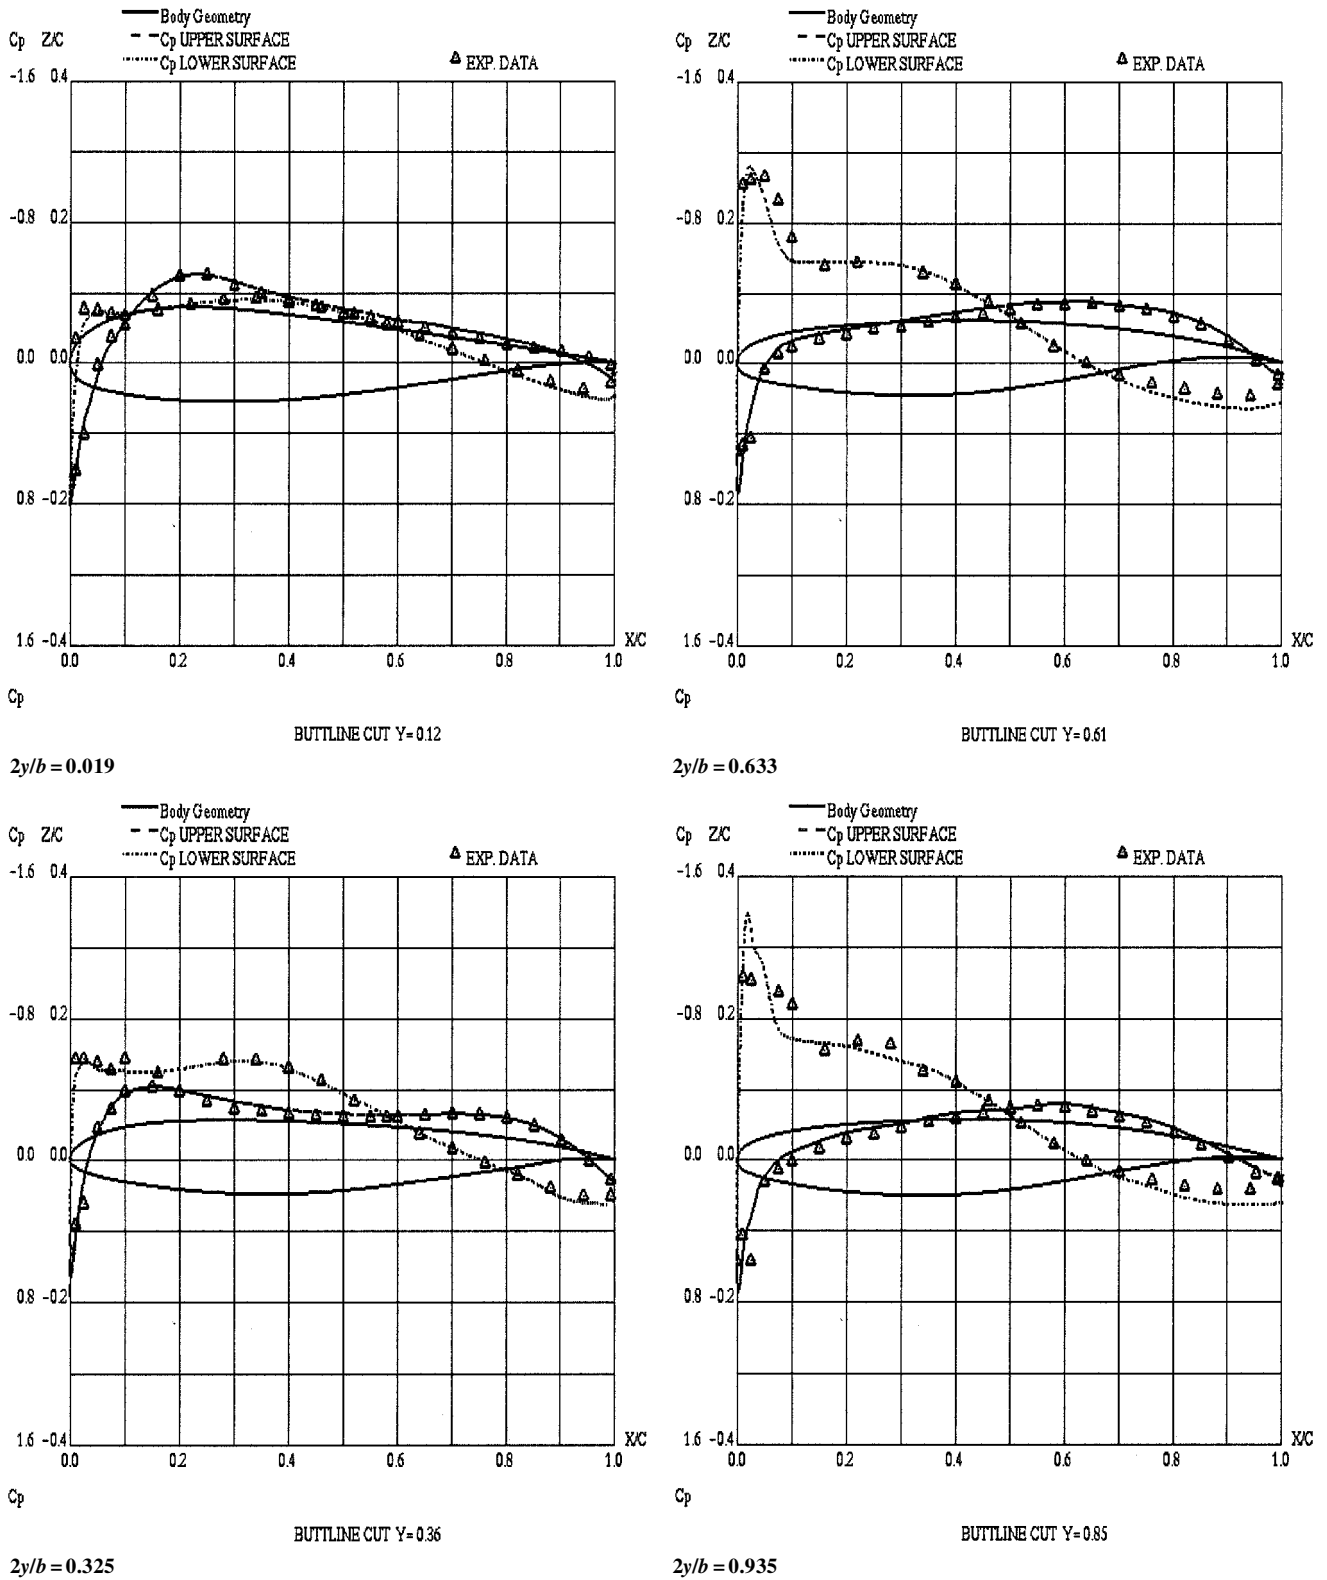 Body Geometry
Cp Z/C
Cp UPPER SURFACE
Cp LOWER SURFACE
EXP. DATA
-1.6 0.4
-0.8 0.2
0.0 0.0
0.8 -0.2
1.6 -0.4
X/C
0.0 0.2 0.4 0.6 0.8 1.0
Cp
BUTTLINE CUT Y= 0.12
2y/b = 0.019
Body Geometry
Cp Z/C
Cp UPPER SURFACE
Cp LOWER SURFACE
EXP. DATA
-1.6 0.4
-0.8 0.2
0.0 0.0
0.8 -0.2
1.6 -0.4
X/C
0.0 0.2 0.4 0.6 0.8 1.0
Cp
BUTTLINE CUT Y= 0.61
2y/b = 0.633
Body Geometry
Cp Z/C
Cp UPPER SURFACE
Cp LOWER SURFACE
EXP. DATA
-1.6 0.4
-0.8 0.2
0.0 0.0
0.8 -0.2
1.6 -0.4
X/C
0.0 0.2 0.4 0.6 0.8 1.0
Cp
BUTTLINE CUT Y= 0.36
2y/b = 0.325
Body Geometry
Cp Z/C
Cp UPPER SURFACE
Cp LOWER SURFACE
EXP. DATA
-1.6 0.4
-0.8 0.2
0.0 0.0
0.8 -0.2
1.6 -0.4
X/C
0.0 0.2 0.4 0.6 0.8 1.0
Cp
BUTTLINE CUT Y= 0.85
2y/b = 0.935